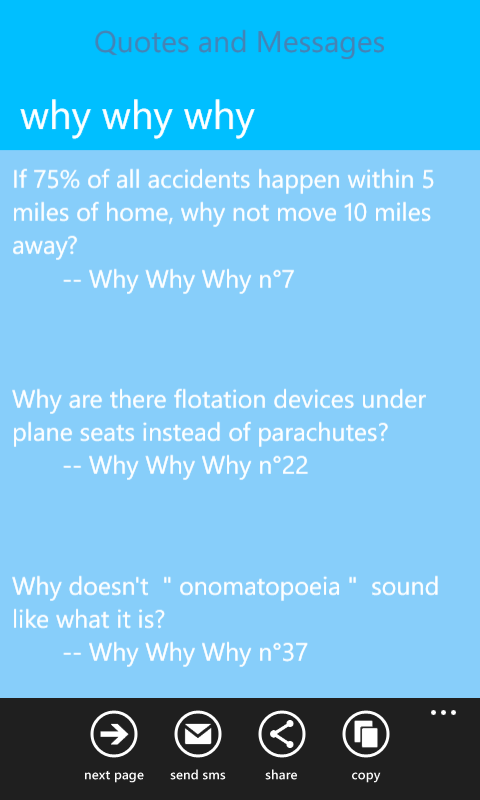 Quotes and Messages
why why why
If 75% of all accidents happen within 5
miles of home, why not move 10 miles
away?
-- Why Why Why n°7
Why are there flotation devices under
plane seats instead of parachutes?
-- Why Why Why n°22
Why doesn't  " onomatopoeia "  sound
like what it is?
-- Why Why Why n°37
next page send sms share copy